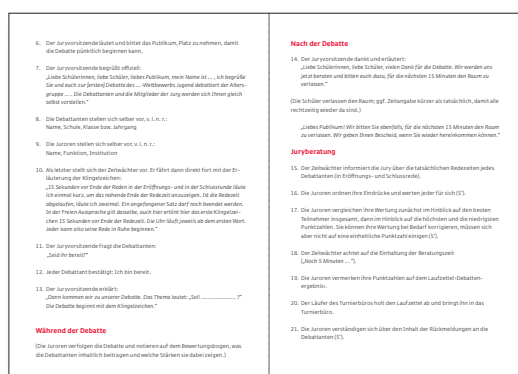 6. Der Juryvorsitzende läutet und bittet das Publikum, Platz zu nehmen, damit
die Debatte pünktlich beginnen kann.
7. Der Juryvorsitzende begrüßt offiziell:
„Liebe Schülerinnen, liebe Schüler, liebes Publikum, mein Name ist … , ich begrüße
Sie und euch zur [ersten] Debatte des … -Wettbewerbs Jugend debattiert der Alters-
gruppe … . Die Debattanten und die Mitglieder der Jury werden sich Ihnen gleich
selbst vorstellen.“
8. Die Debattanten stellen sich selber vor, v. l. n. r.:
Name, Schule, Klasse bzw. Jahrgang
9. Die Juroren stellen sich selber vor, v. l. n. r.:
Name, Funktion, Institution
10. Als letzter stellt sich der Zeitwächter vor. Er fährt dann direkt fort mit der Er-
läuterung der Klingelzeichen:
„15 Sekunden vor Ende der Reden in der Eröffnungs- und in der Schlussrunde läute
ich einmal kurz, um das nahende Ende der Redezeit anzuzeigen. Ist die Redezeit
abgelaufen, läute ich zweimal. Ein angefangener Satz darf noch beendet werden.
In der Freien Aussprache gilt dasselbe, auch hier ertönt hier das erste Klingelzei-
chen 15 Sekunden vor Ende der Redezeit. Die Uhr läuft jeweils ab dem ersten Wort.
Jeder kann also seine Rede in Ruhe beginnen.“
11. Der Juryvorsitzende fragt die Debattanten:
„Seid ihr bereit?“
12. Jeder Debattant bestätigt: Ich bin bereit.
13. Der Juryvorsitzende erklärt:
„Dann kommen wir zu unserer Debatte. Das Thema lautet: „Soll ..................... ?“
Die Debatte beginnt mit dem Klingelzeichen.“
Während der Debatte
(Die Juroren verfolgen die Debatte und notieren auf dem Bewertungsbogen, was
die Debattanten inhaltlich beitragen und welche Stärken sie dabei zeigen.)
Nach der Debatte
14. Der Juryvorsitzende dankt und erläutert:
„Liebe Schülerinnen, liebe Schüler, vielen Dank für die Debatte. Wir werden uns
jetzt beraten und bitten euch dazu, für die nächsten 15 Minuten den Raum zu
verlassen.“
(Die Schüler verlassen den Raum; ggf. Zeitangabe kürzer als tatsächlich, damit alle
rechtzeitig wieder da sind.)
„Liebes Publikum! Wir bitten Sie ebenfalls, für die nächsten 15 Minuten den Raum
zu verlassen. Wir geben Ihnen Bescheid, wenn Sie wieder hereinkommen können.“
Juryberatung
15. Der Zeitwächter informiert die Jury über die tatsächlichen Redezeiten jedes
Debattanten (in Eröffnungs- und Schlussrede).
16. Die Juroren ordnen ihre Eindrücke und werten jeder für sich (5‘).
17. Die Juroren vergleichen ihre Wertung zunächst im Hinblick auf den besten
Teilnehmer insgesamt, dann im Hinblick auf die höchsten und die niedrigsten
Punktzahlen. Sie können ihre Wertung bei Bedarf korrigieren, müssen sich
aber nicht auf eine einheitliche Punktzahl einigen (5‘).
18. Der Zeitwächter achtet auf die Einhaltung der Beratungszeit
(„Noch 5 Minuten …“).
19. Die Juroren vermerken ihre Punktzahlen auf dem Laufzettel ›Debatten-
ergebnis‹.
20. Der Läufer des Turnierbüros holt den Laufzettel ab und bringt ihn in das
Turnierbüro.
21. Die Juroren verständigen sich über den Inhalt der Rückmeldungen an die
Debattanten (5‘).